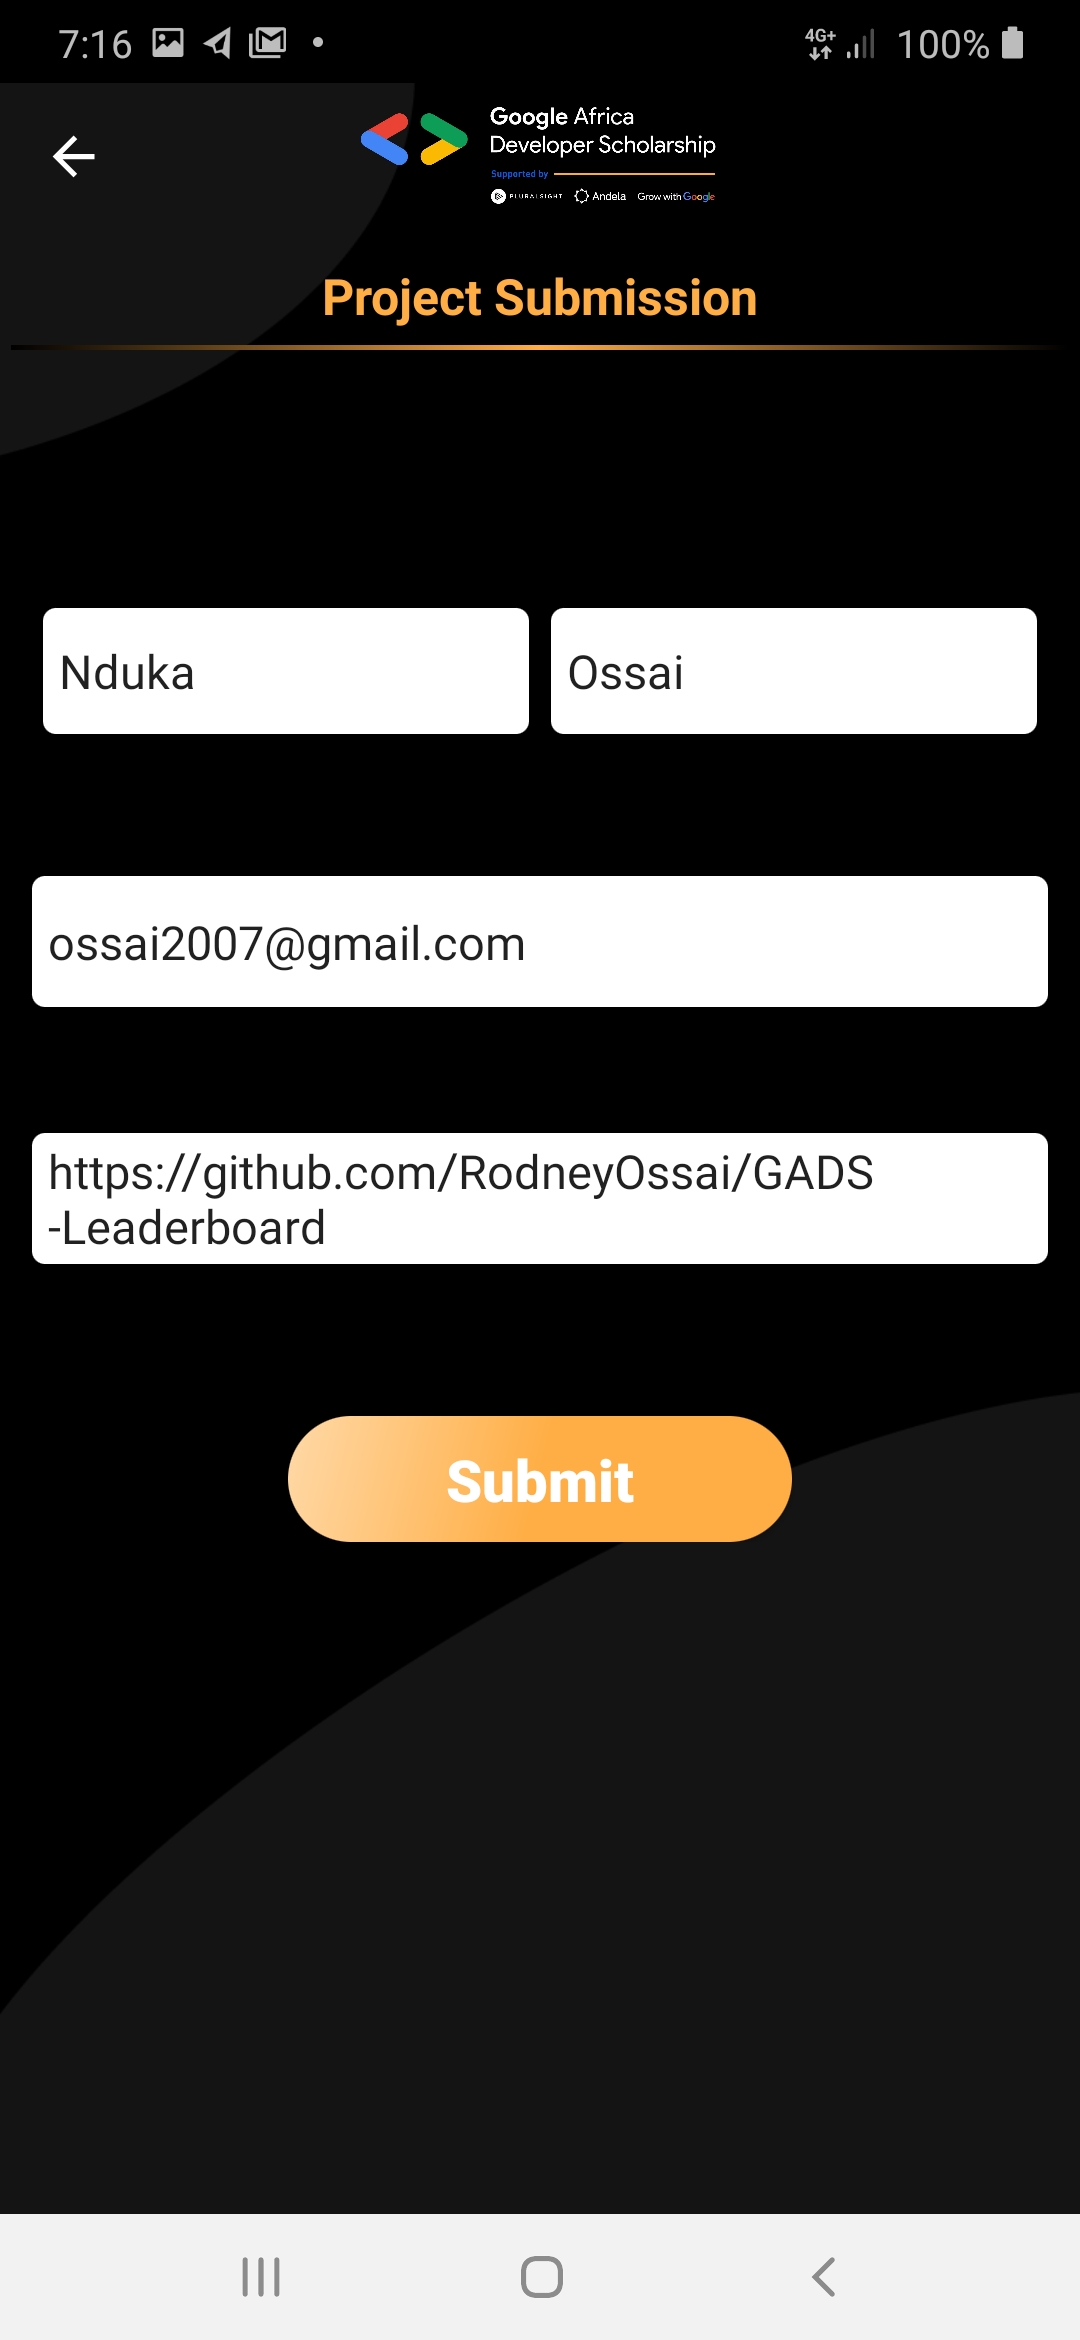 7:16
4G+
100%
Google Africa
Developer Scholarship
Supported by
PLURALSIGHT Andela Grow with Google
Project Submission
Nduka Ossai
ossai2007@gmail.com
https://github.com/RodneyOssai/GADS
-Leaderboard
Submit